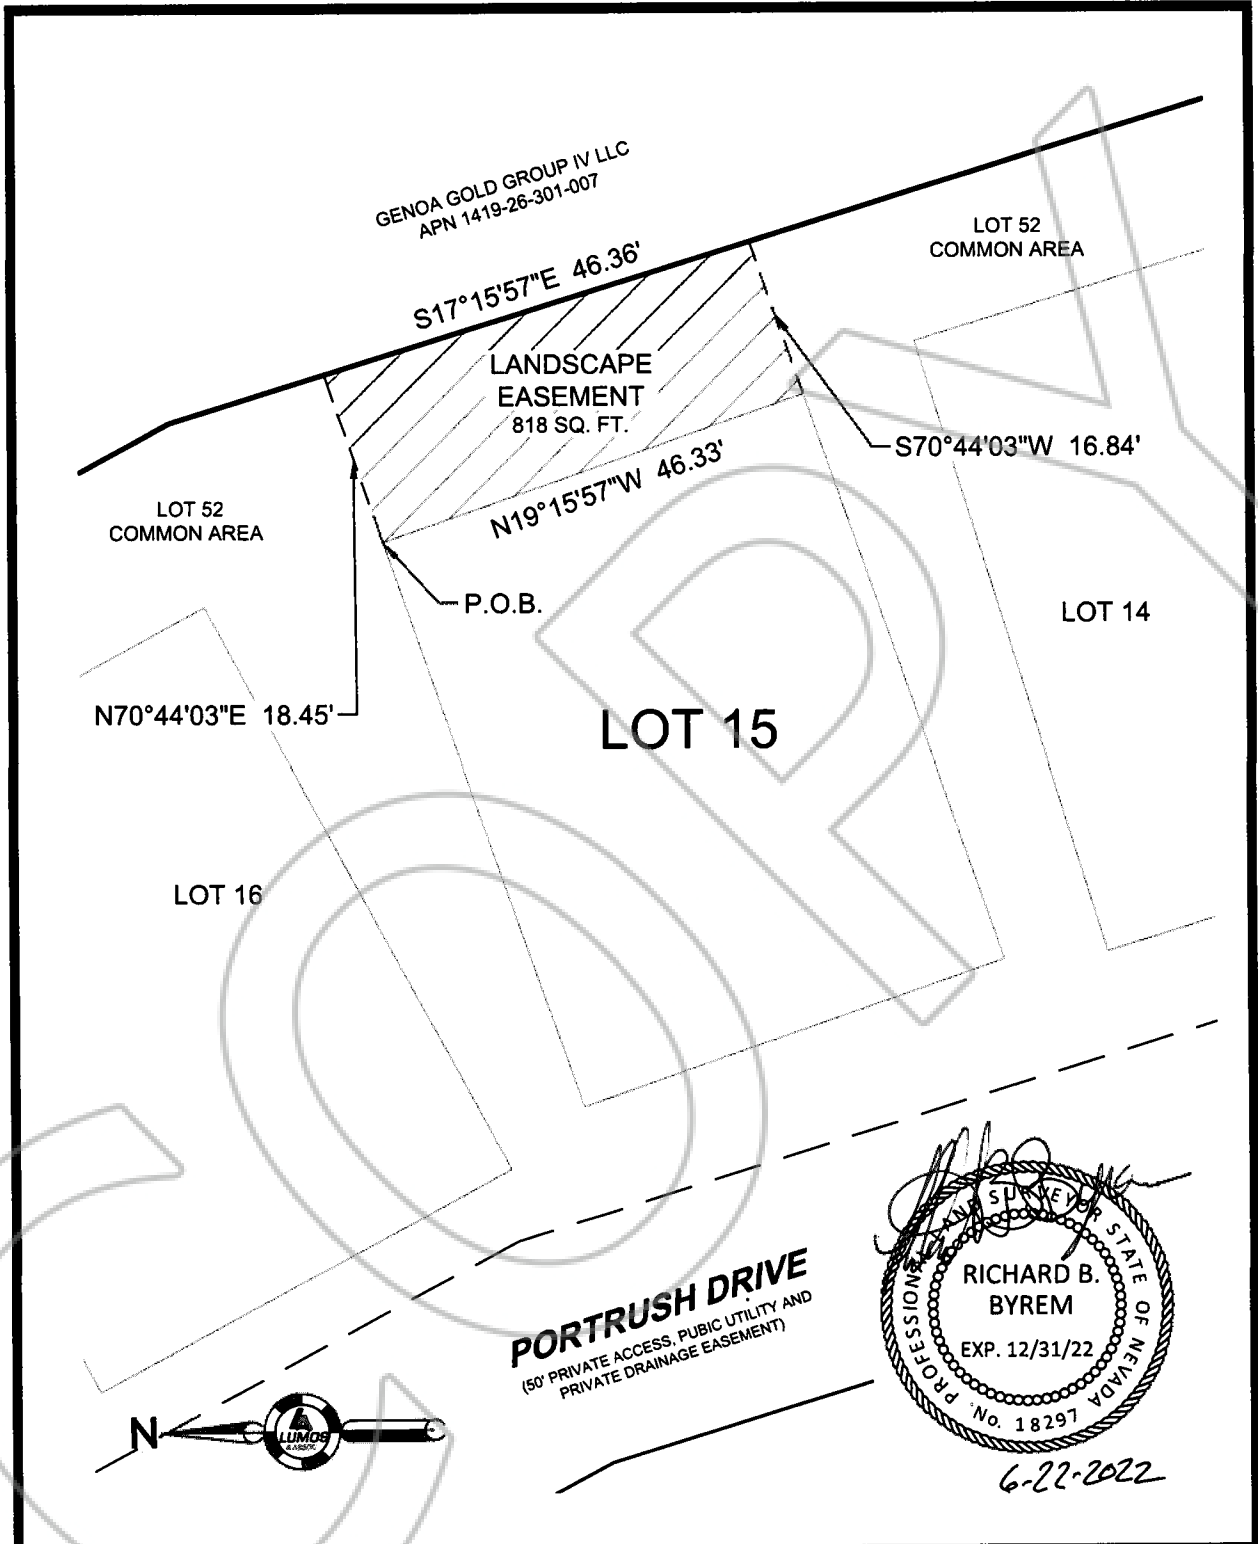 GENOA GOLD GROUP IV LLC
APN 1419-26-301-007
LOT 52
COMMON AREA
S17°15'57"E 46.36'
LANDSCAPE
EASEMENT
818 SQ. FT.
S70°44'03"W 16.84'
N19°15'57"W 46.33'
LOT 52
COMMON AREA
P.O.B.
LOT 14
N70°44'03"E 18.45'
LOT 15
LOT 16
PORTRUSH DRIVE
(50' PRIVATE ACCESS, PUBIC UTILITY AND
PRIVATE DRAINAGE EASEMENT)
PROFESSIONAL LAND SURVEYOR STATE OF NEVADA
RICHARD B.
BYREM
EXP. 12/31/22
No. 18297
6-22-2022
N
LUMOS
& ASSOC.
COPY